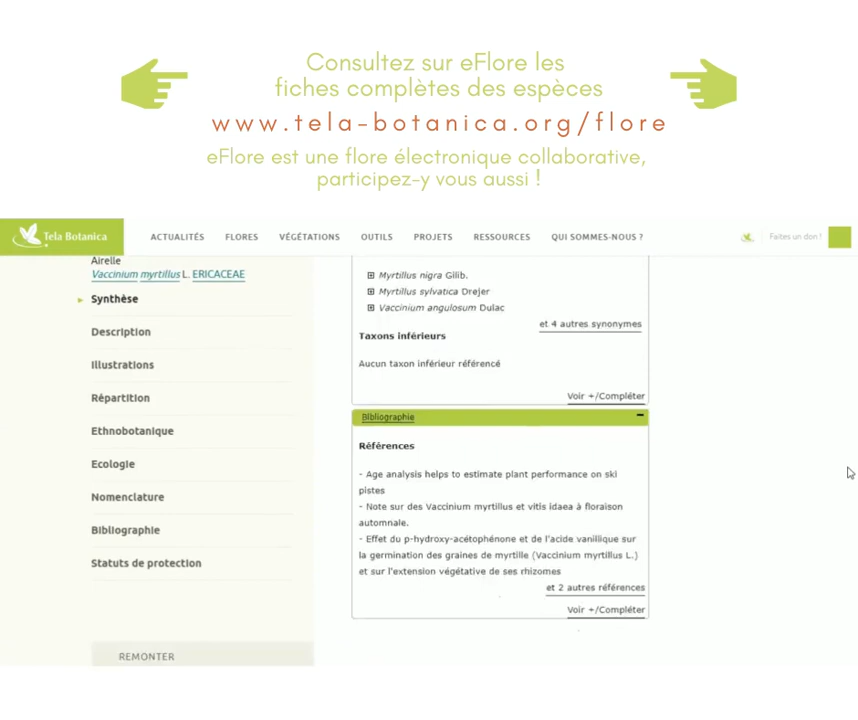 Consultez sur eFlore les
fiches complètes des espèces
www.tela-botanica.org/flore
eFlore est une flore électronique collaborative,
participez-y vous aussi !
Tela Botanica
ACTUALITÉS FLORES VÉGÉTATIONS OUTILS PROJETS RESSOURCES QUI SOMMES-NOUS ? Faites un don !
Airelle
Vaccinium myrtillus L. ERICACEAE
Synthèse
Description
Illustrations
Répartition
Ethnobotanique
Ecologie
Nomenclature
Bibliographie
Statuts de protection
REMONTER
Myrtillus nigra Gilib.
Myrtillus sylvatica Drejer
Vaccinium angulosum Dulac
et 4 autres synonymes
Taxons inférieurs
Aucun taxon inférieur référencé
Voir +/Compléter
Bibliographie
Références
- Age analysis helps to estimate plant performance on ski
pistes
- Note sur des Vaccinium myrtillus et vitis idaea à floraison
automnale.
- Effet du p-hydroxy-acétophénone et de l'acide vanillique sur
la germination des graines de myrtille (Vaccinium myrtillus L.)
et sur l'extension végétative de ses rhizomes
et 2 autres références
Voir +/Compléter